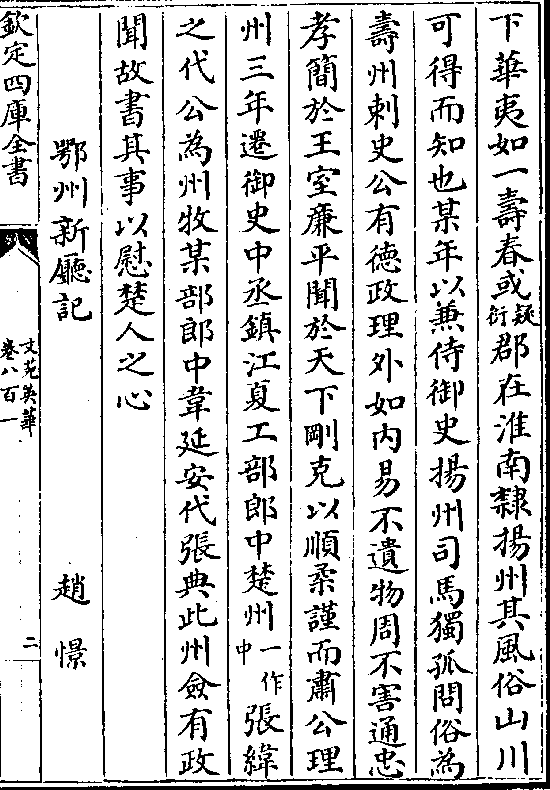 下華夷如一壽春或疑衍郡在淮南隸揚州其風俗山川
可得而知也某年以兼侍御史揚州司馬獨孤問俗為
壽州刺史公有德政理外如内易不遺物周不害通忠
孝簡於王室廉平聞於天下剛克以順柔謹而肅公理
州三年遷御史中丞鎮江夏工部郎中楚州一作中張緯
之代公為州牧某部郎中韋延安代張典此州僉有政
聞故書其事以慰楚人之心
鄂州新廳記 趙憬
欽定四庫全書
文苑英華
卷八百一
二